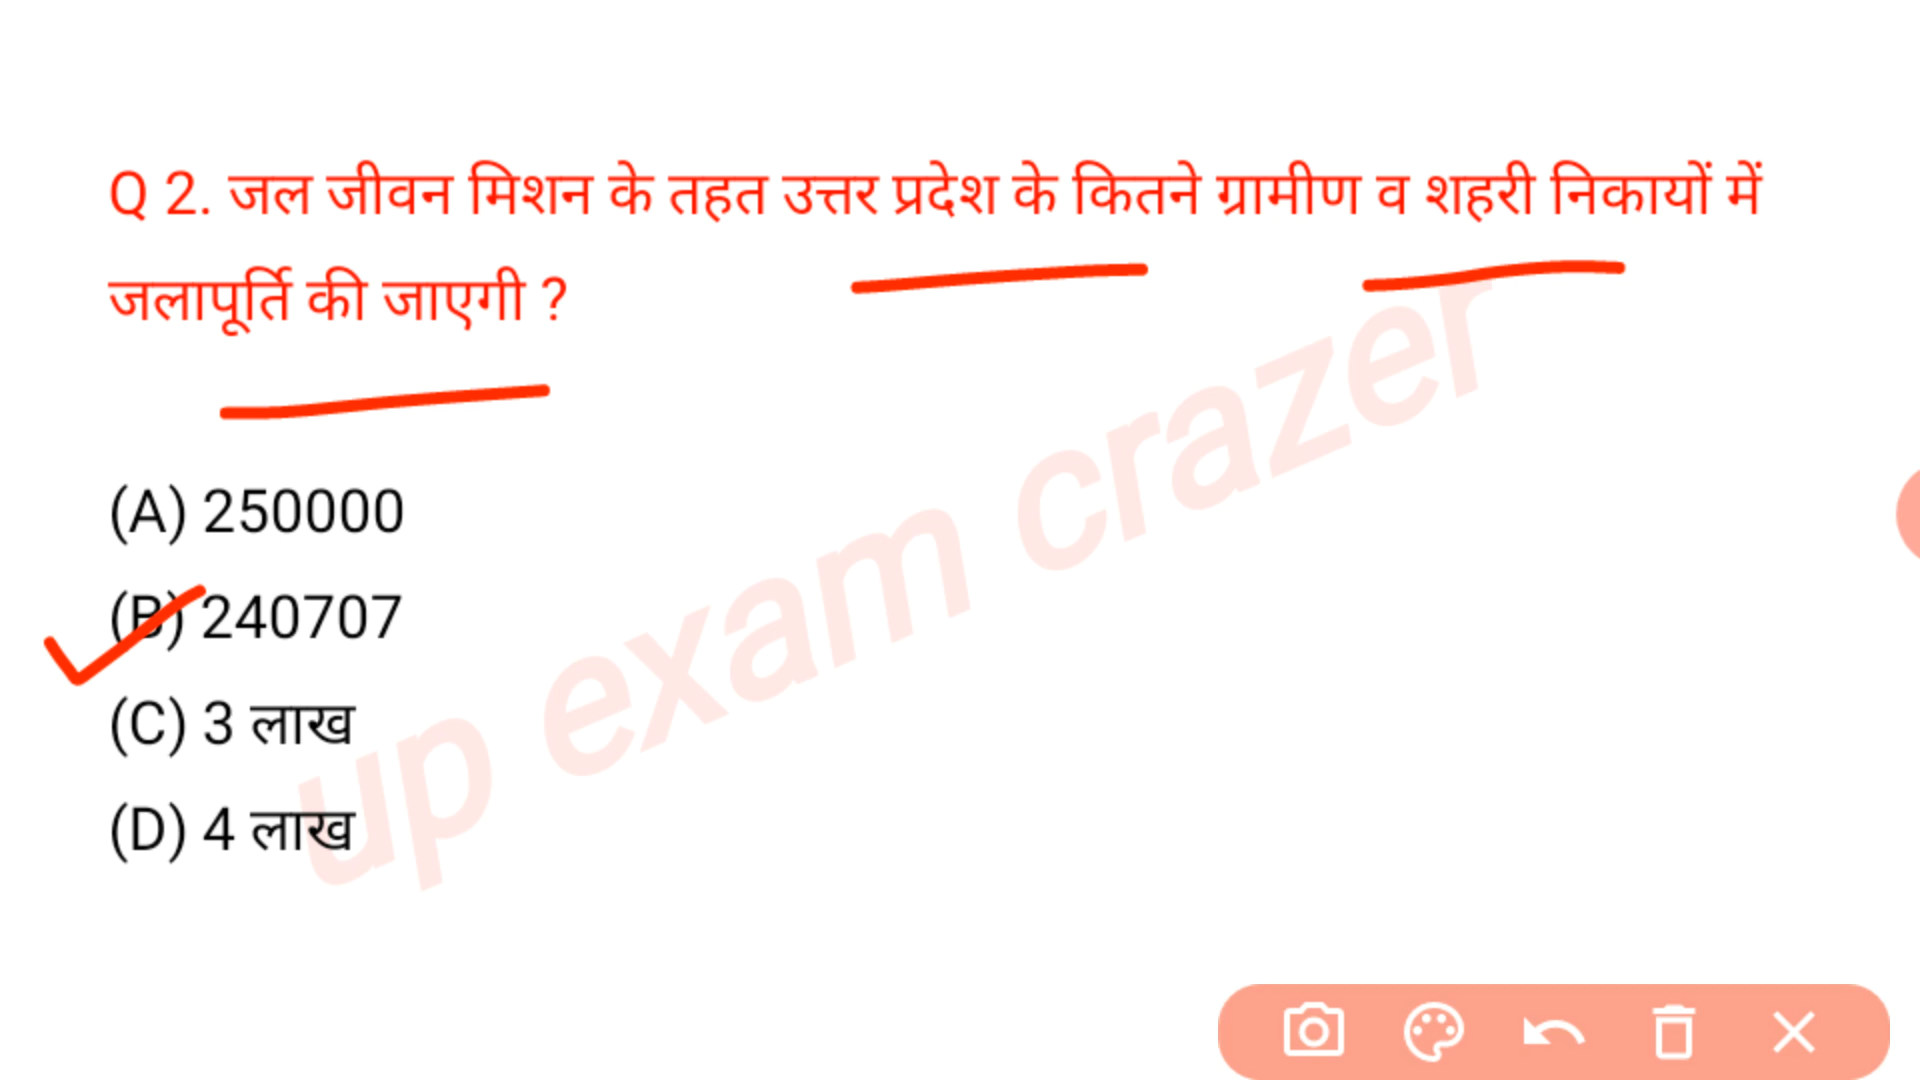 Q 2. जल जीवन मिशन के तहत उत्तर प्रदेश के कितने ग्रामीण व शहरी निकायों में
जलापूर्ति की जाएगी ?
(A) 250000
(B) 240707
(C) 3 लाख
(D) 4 लाख
up exam crazer